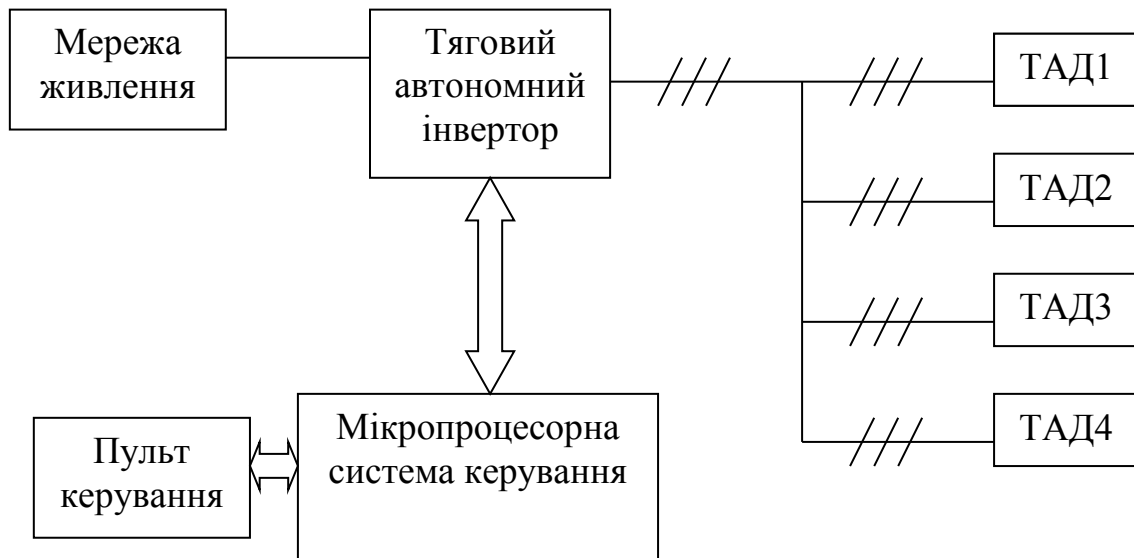 Мережа
живлення
Тяговий
автономний
інвертор
ТАД1
ТАД2
ТАД3
ТАД4
Пульт
керування
Мікропроцесорна
система керування